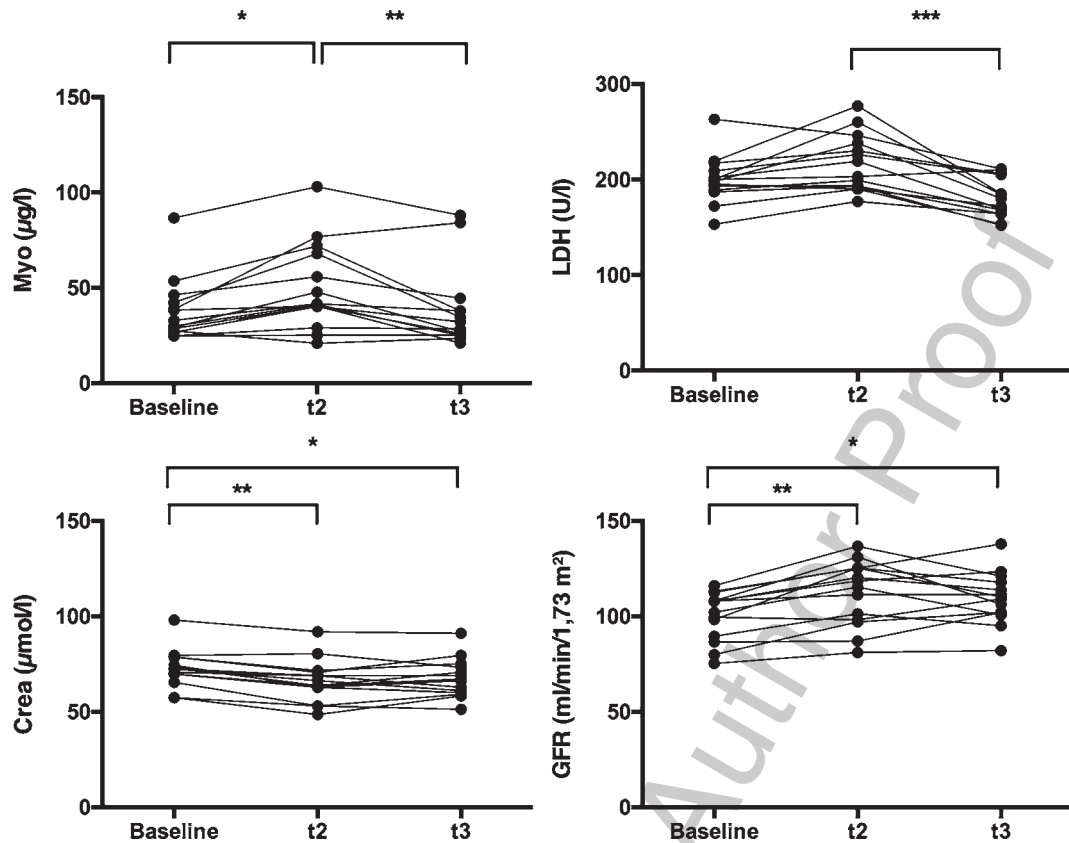 * **
150
100
50
0
Myo (µg/l)
Baseline t2 t3
***
300
200
100
0
LDH (U/l)
Baseline t2 t3
*
**
150
100
50
0
Crea (µmol/l)
Baseline t2 t3
*
**
150
100
50
0
GFR (ml/min/1,73 m²)
Baseline t2 t3
Author Proof